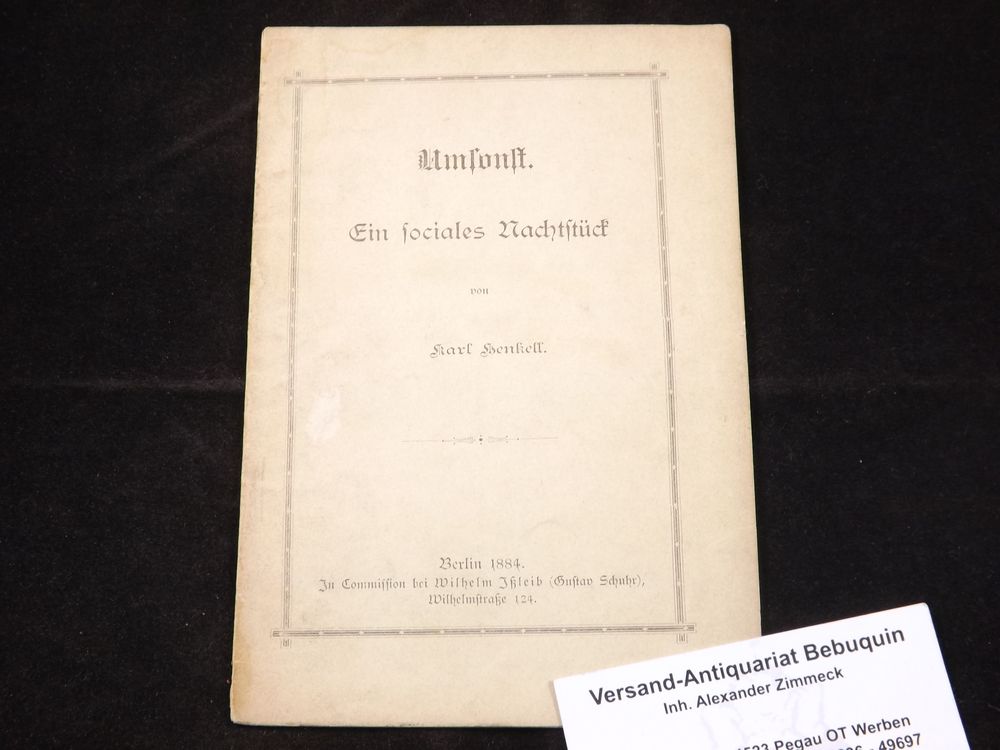 Umſonſt.
Ein ſociales Nachtſtück
von
Karl Henkell.
Berlin 1884.
In Commiſſion bei Wilhelm Iſſleib (Guſtav Schuhr),
Wilhelmſtraße 124.
Versand-Antiquariat Bebuquin
Inh. Alexander Zimmeck
Pegau OT Werben
- 49697